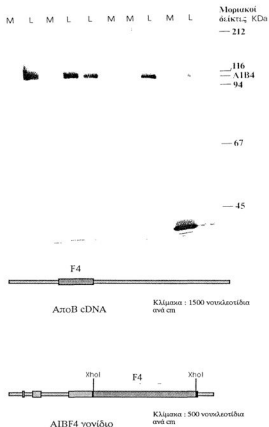 Μοριακοί
M L M L L M M L M L δείκτες KDa
212
116
A1B4
94
67
45
F4
ΑποΒ cDNA
Κλίμακα : 1500 νουκλεοτίδια
ανά cm
XhoI F4 XhoI
AIBF4 γονίδιο
Κλίμακα : 500 νουκλεοτίδια
ανά cm